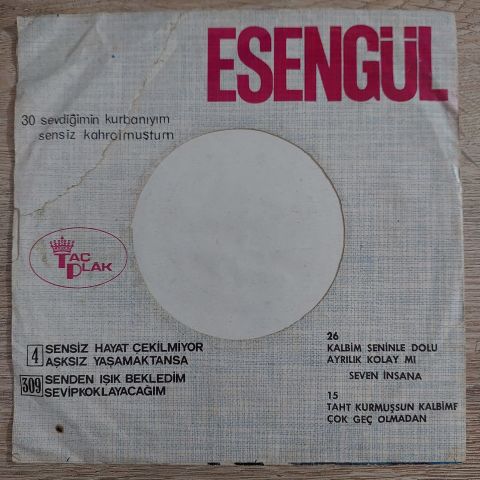 ESENGÜL
30 sevdiğimin kurbanıyım
sensiz kahrolmuştum
TAC
PLAK
4 SENSİZ HAYAT ÇEKİLMİYOR
AŞKSIZ YAŞAMAKTANSA
309 SENDEN IŞIK BEKLEDİM
SEVİPKOKLAYACAĞIM
26
KALBİM SENİNLE DOLU
AYRILIK KOLAY MI
SEVEN İNSANA
15
TAHT KURMUŞSUN KALBİME
ÇOK GEÇ OLMADAN